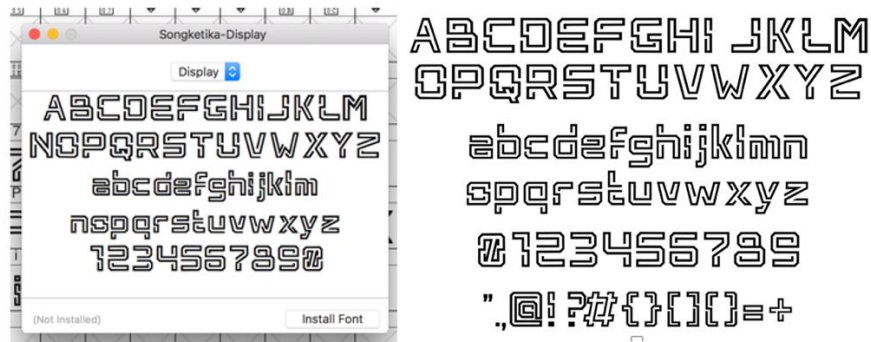 Songketika-Display
Display
ABCDEFGHIJKLM
NOPQRSTUVWXYZ
abcdefghijklm
nopqrstuvwxyz
1234567890
(Not Installed)
Install Font
ABCDEFGHI JKLM
OPQRSTUVWXYZ
abcdefghijklmn
opqrstuvwxyz
0123456789
".,@!?#{}[]()=+